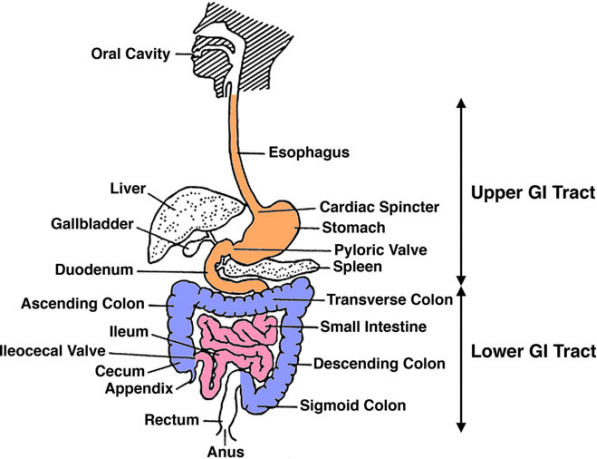 Oral Cavity
Esophagus
Upper GI Tract
Liver
Cardiac Spincter
Gallbladder
Stomach
Pyloric Valve
Duodenum
Spleen
Ascending Colon
Transverse Colon
Ileum
Small Intestine
Ileocecal Valve
Lower GI Tract
Cecum
Descending Colon
Appendix
Sigmoid Colon
Rectum
Anus